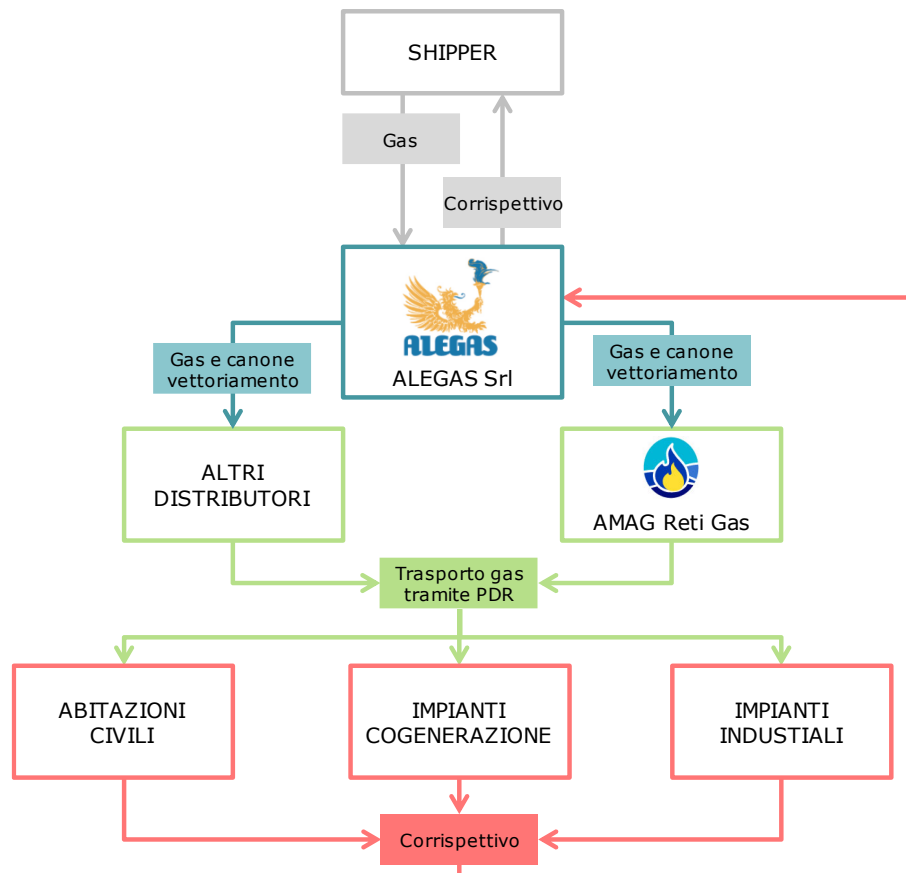 SHIPPER
Gas
Corrispettivo
ALEGAS
ALEGAS Srl
Gas e canone
vettoriamento
Gas e canone
vettoriamento
ALTRI
DISTRIBUTORI
AMAG Reti Gas
Trasporto gas
tramite PDR
ABITAZIONI
CIVILI
IMPIANTI
COGENERAZIONE
IMPIANTI
INDUSTIALI
Corrispettivo